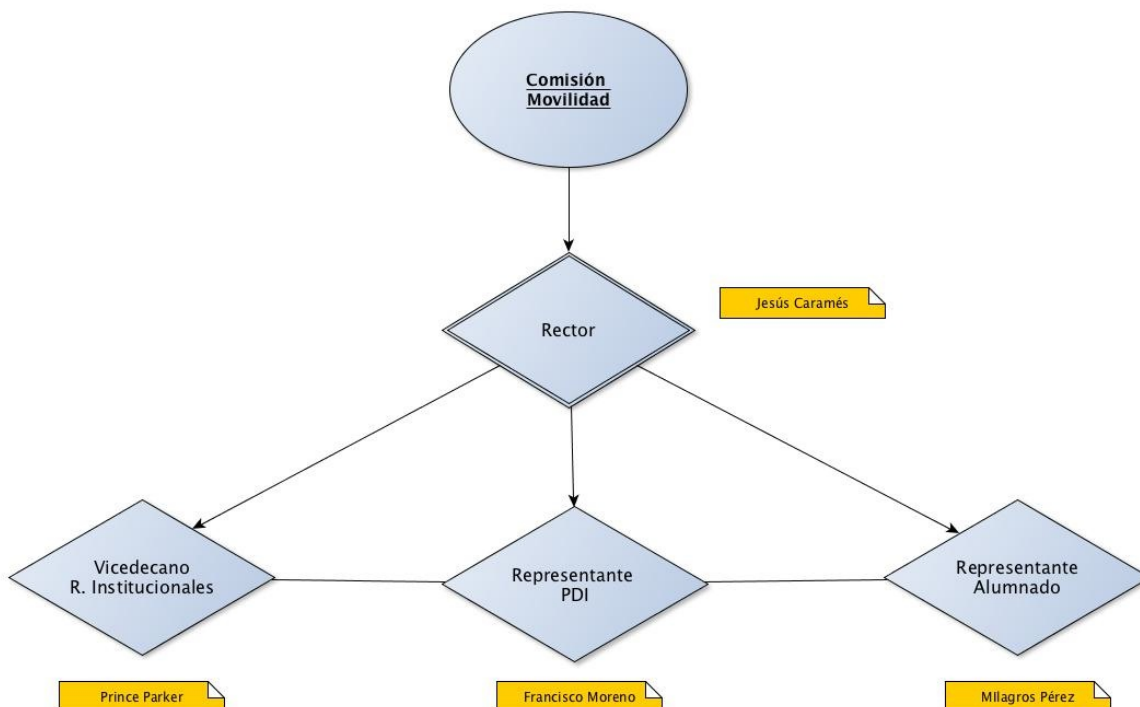 Comisión
Movilidad
Rector
Jesús Caramés
Vicedecano
R. Institucionales
Representante
PDI
Representante
Alumnado
Prince Parker
Francisco Moreno
MIlagros Pérez